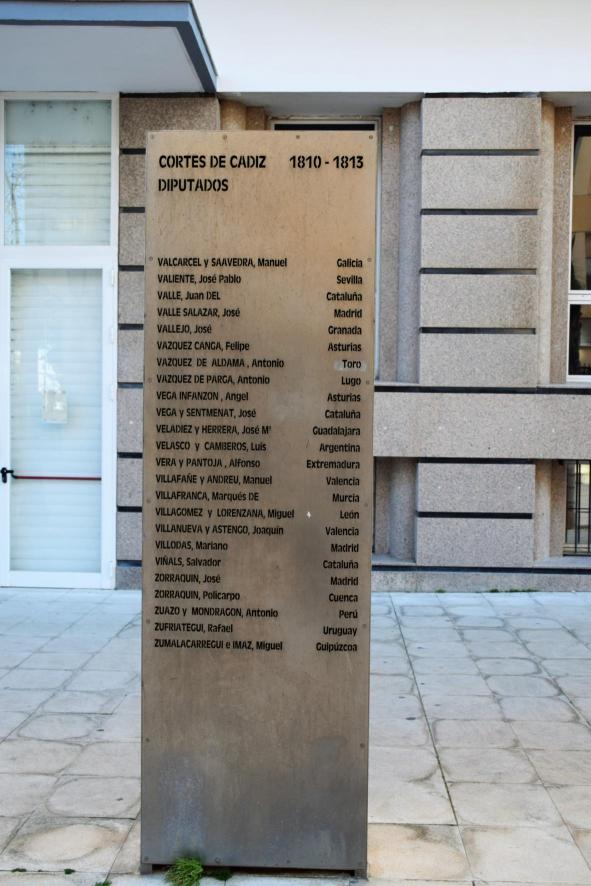 CORTES DE CADIZ 1810 - 1813
DIPUTADOS
VALCARCEL y SAAVEDRA, Manuel Galicia
VALIENTE, José Pablo Sevilla
VALLE, Juan DEL Cataluña
VALLE SALAZAR, José Madrid
VALLEJO, José Granada
VAZQUEZ CANGA, Felipe Asturias
VAZQUEZ DE ALDAMA , Antonio Toro
VAZQUEZ DE PARGA, Antonio Lugo
VEGA INFANZON , Angel Asturias
VEGA y SENTMENAT, José Cataluña
VELADIEZ y HERRERA, José Mª Guadalajara
VELASCO y CAMBEROS, Luis Argentina
VERA y PANTOJA , Alfonso Extremadura
VILLAFAÑE y ANDREU, Manuel Valencia
VILLAFRANCA, Marqués DE Murcia
VILLAGOMEZ y LORENZANA, Miguel León
VILLANUEVA y ASTENGO, Joaquín Valencia
VILLODAS, Mariano Madrid
VIÑALS, Salvador Cataluña
ZORRAQUIN, José Madrid
ZORRAQUIN, Policarpo Cuenca
ZUAZO y MONDRAGON, Antonio Perú
ZUFRIATEGUI, Rafael Uruguay
ZUMALACARREGUI e IMAZ, Miguel Guipúzcoa